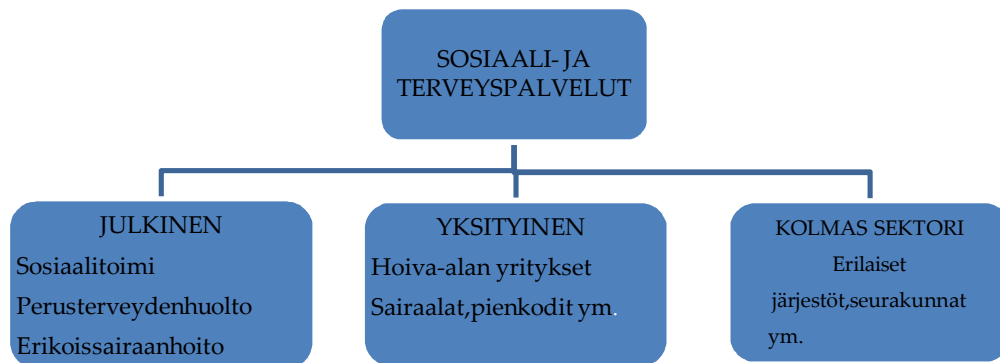 SOSIAALI- JA
TERVEYSPALVELUT
JULKINEN
Sosiaalitoimi
Perusterveydenhuolto
Erikoissairaanhoito
YKSITYINEN
Hoiva-alan yritykset
Sairaalat,pienkodit ym.
KOLMAS SEKTORI
Erilaiset
järjestöt,seurakunnat
ym.